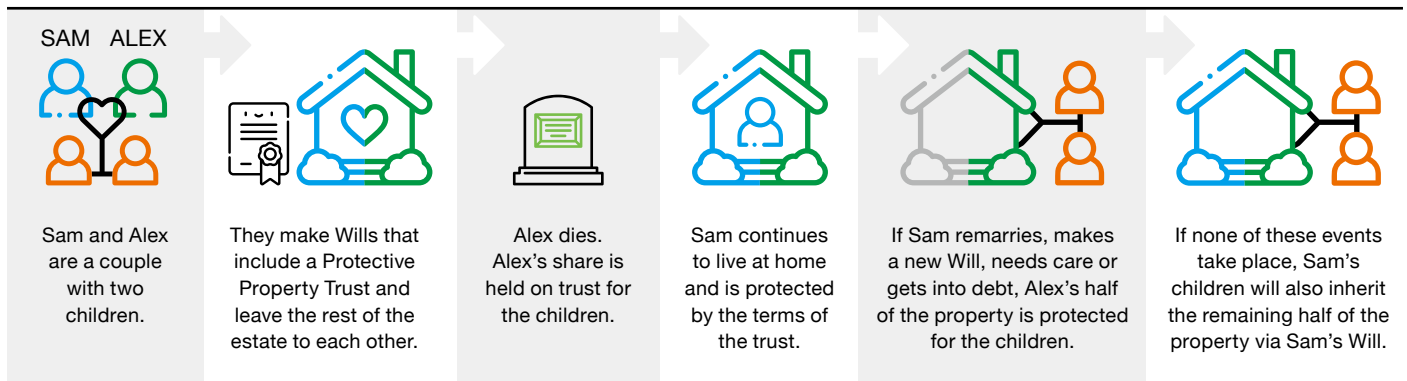 SAM ALEX
Sam and Alex
are a couple
with two
children.
They make Wills that
include a Protective
Property Trust and
leave the rest of the
estate to each other.
Alex dies.
Alex’s share is
held on trust for
the children.
Sam continues
to live at home
and is protected
by the terms of
the trust.
If Sam remarries, makes
a new Will, needs care or
gets into debt, Alex’s half
of the property is protected
for the children.
If none of these events
take place, Sam’s
children will also inherit
the remaining half of the
property via Sam’s Will.